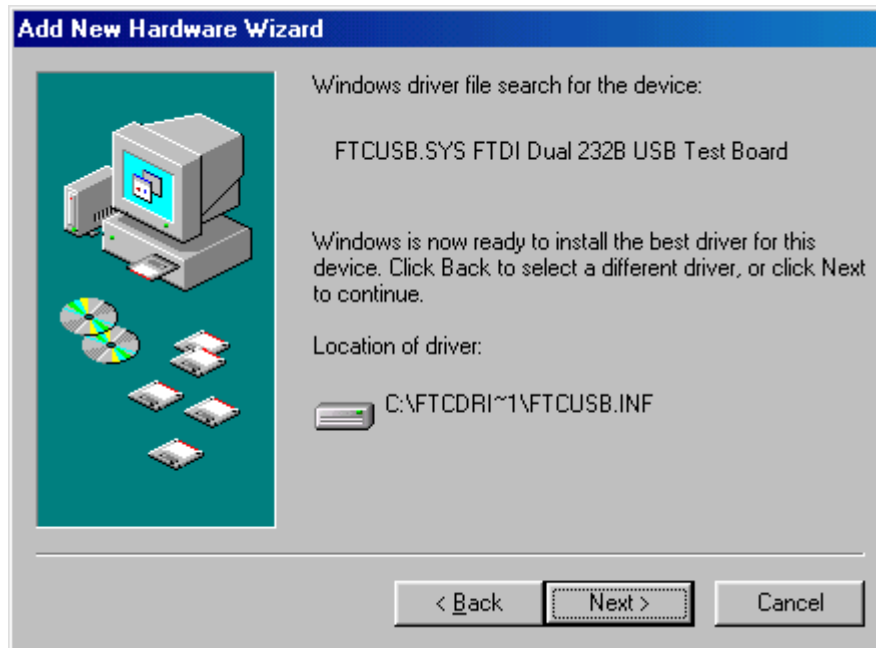 Add New Hardware Wizard
Windows driver file search for the device:
FTCUSB.SYS FTDI Dual 232B USB Test Board
Windows is now ready to install the best driver for this
device. Click Back to select a different driver, or click Next
to continue.
Location of driver:
C:\FTCDRI~1\FTCUSB.INF
< Back
Next >
Cancel